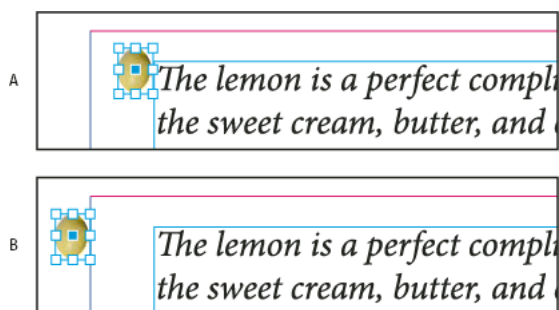 A
The lemon is a perfect compli
the sweet cream, butter, and
B
The lemon is a perfect compli
the sweet cream, butter, and